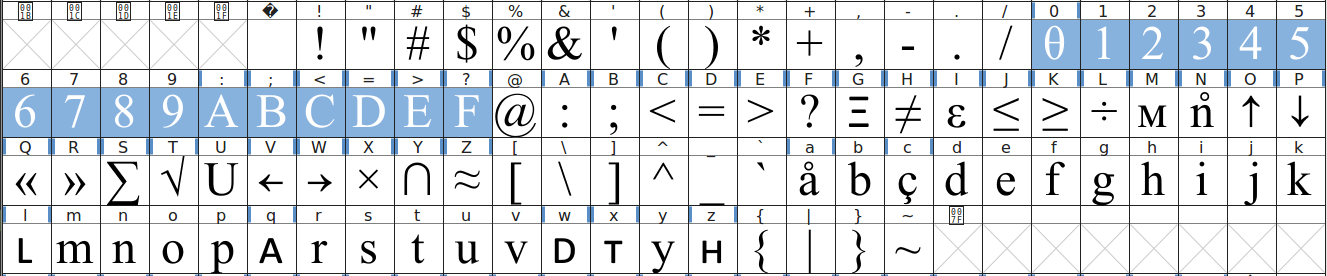 001B 001C 001D 001E 001F � ! " # $ % & ' ( ) * + , - . / 0 1 2 3 4 5
! " # $ % & ' ( ) * + , - . / θ 1 2 3 4 5
6 7 8 9 : ; < = > ? @ A B C D E F G H I J K L M N O P
6 7 8 9 A B C D E F @ : ; < = > ? Ξ ≠ ε ≤ ≥ ÷ м n̊ ↑ ↓
Q R S T U V W X Y Z [ \ ] ^ _ ` a b c d e f g h i j k
« » ∑ √ U ← → × ∩ ≈ [ \ ] ^ _ ` å b ç d e f g h i j k
l m n o p q r s t u v w x y z { | } ~ 007F
ʟ m n o p ᴀ r s t u v ᴅ ᴛ y ʜ { | } ~